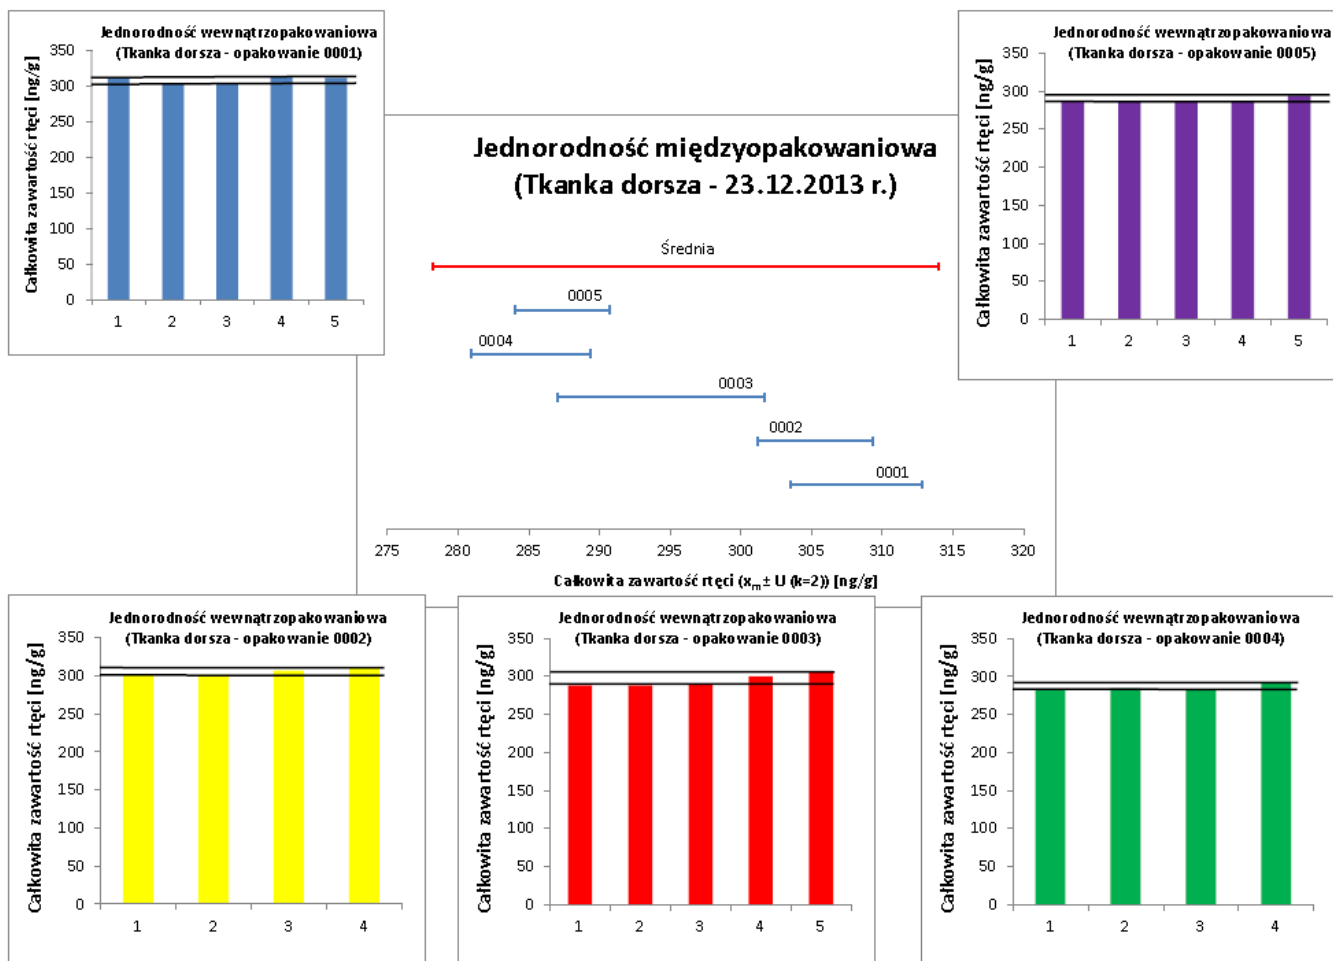 Jednorodność wewnątrzopakowaniowa
(Tkanka dorsza - opakowanie 0001)
Całkowita zawartość rtęci [ng/g]
350
300
250
200
150
100
50
0
1 2 3 4 5
Jednorodność wewnątrzopakowaniowa
(Tkanka dorsza - opakowanie 0005)
Całkowita zawartość rtęci [ng/g]
350
300
250
200
150
100
50
0
1 2 3 4 5
Jednorodność międzyopakowaniowa
(Tkanka dorsza - 23.12.2013 r.)
Średnia
0005
0004
0003
0002
0001
275 280 285 290 295 300 305 310 315 320
Całkowita zawartość rtęci (xm ± U (k=2)) [ng/g]
Jednorodność wewnątrzopakowaniowa
(Tkanka dorsza - opakowanie 0002)
Całkowita zawartość rtęci [ng/g]
350
300
250
200
150
100
50
0
1 2 3 4
Jednorodność wewnątrzopakowaniowa
(Tkanka dorsza - opakowanie 0003)
Całkowita zawartość rtęci [ng/g]
350
300
250
200
150
100
50
0
1 2 3 4 5
Jednorodność wewnątrzopakowaniowa
(Tkanka dorsza - opakowanie 0004)
Całkowita zawartość rtęci [ng/g]
350
300
250
200
150
100
50
0
1 2 3 4